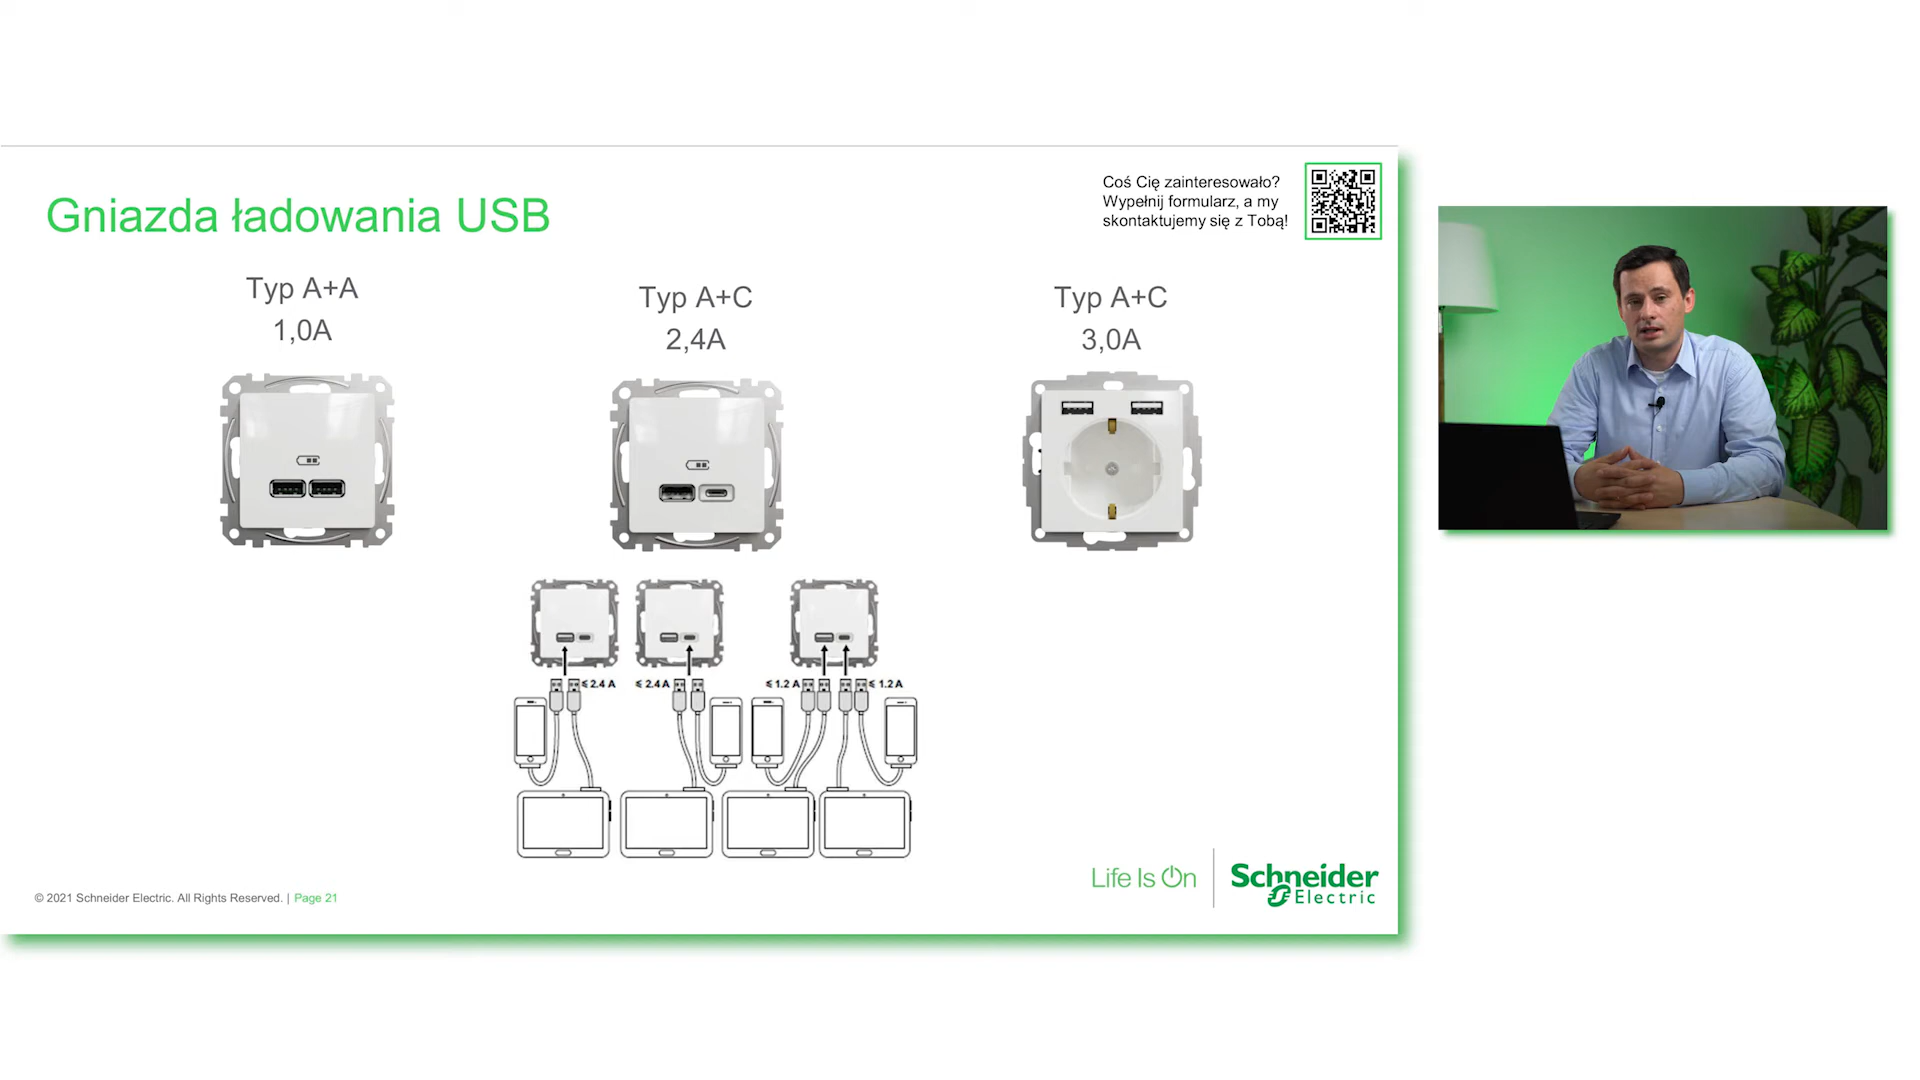 Coś Cię zainteresowało?
Wypełnij formularz, a my
skontaktujemy się z Tobą!
Gniazda ładowania USB
Typ A+A
1,0A
Typ A+C
2,4A
Typ A+C
3,0A
≤ 2.4 A
≤ 2.4 A
≤ 1.2 A
≤ 1.2 A
Life Is On
Schneider
Electric
© 2021 Schneider Electric. All Rights Reserved. | Page 21